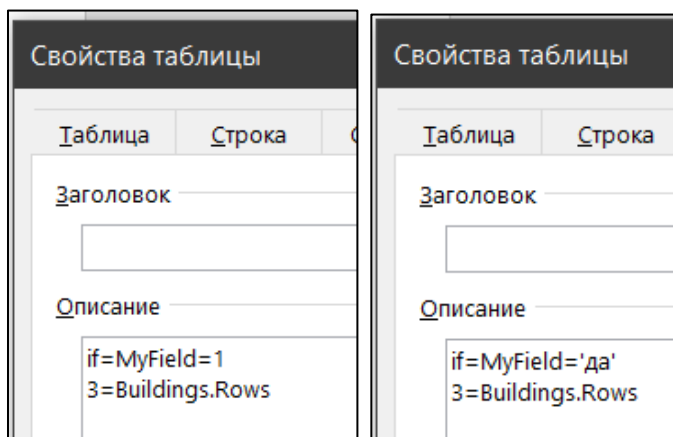 Свойства таблицы
Таблица Строка
Заголовок
Описание
if=MyField=1
3=Buildings.Rows
Свойства таблицы
Таблица Строка
Заголовок
Описание
if=MyField='да'
3=Buildings.Rows